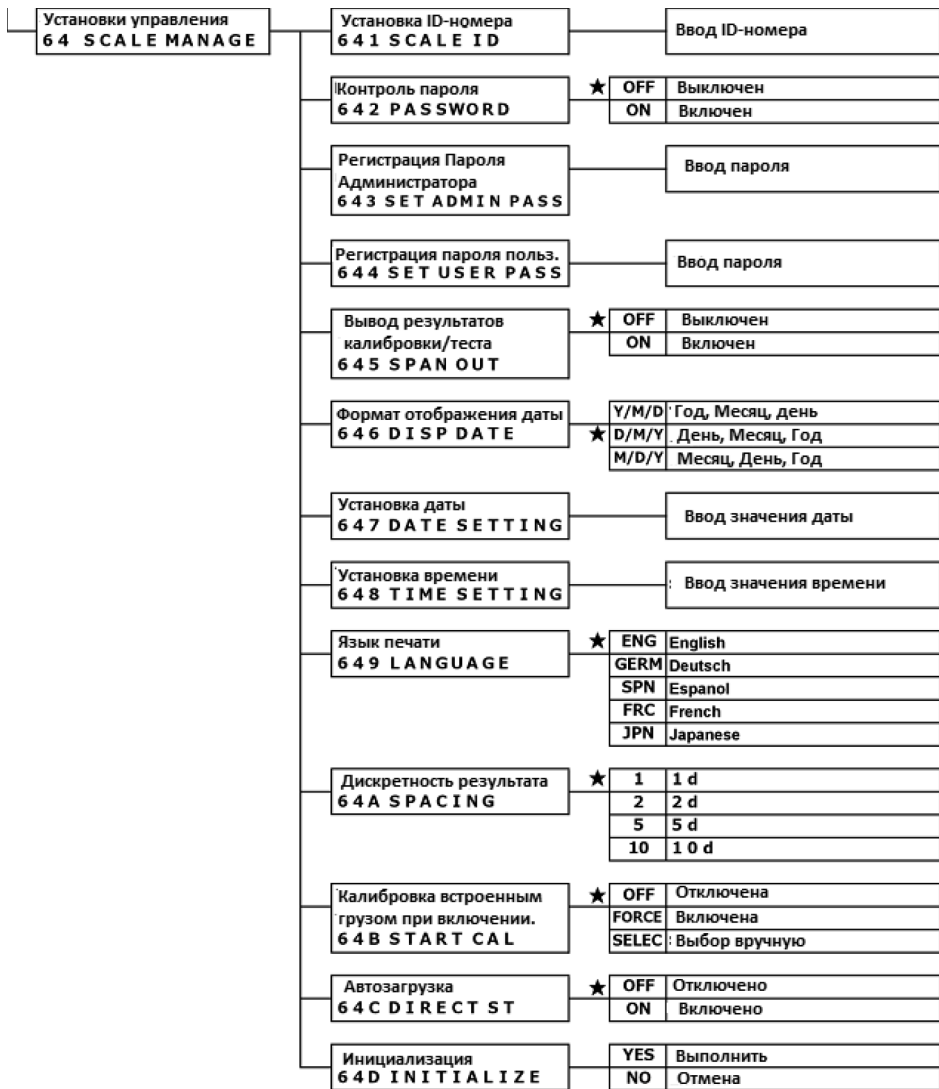 Установки управления
64 SCALE MANAGE
Установка ID-номера
641 SCALE ID
Ввод ID-номера
Контроль пароля
642 PASSWORD
★ OFF Выключен
ON Включен
Регистрация Пароля
Администратора
643 SET ADMIN PASS
Ввод пароля
Регистрация пароля польз.
644 SET USER PASS
Ввод пароля
Вывод результатов
калибровки/теста
645 SPAN OUT
★ OFF Выключен
ON Включен
Формат отображения даты
646 DISP DATE
Y/M/D Год, Месяц, день
★ D/M/Y День, Месяц, Год
M/D/Y Месяц, День, Год
Установка даты
647 DATE SETTING
Ввод значения даты
Установка времени
648 TIME SETTING
Ввод значения времени
Язык печати
649 LANGUAGE
★ ENG English
GERM Deutsch
SPN Espanol
FRC French
JPN Japanese
Дискретность результата
64A SPACING
★ 1 1 d
2 2 d
5 5 d
10 1 0 d
Калибровка встроенным
грузом при включении.
64B START CAL
★ OFF Отключена
FORCE Включена
SELEC Выбор вручную
Автозагрузка
64C DIRECT ST
★ OFF Отключено
ON Включено
Инициализация
64D INITIALIZE
YES Выполнить
NO Отмена